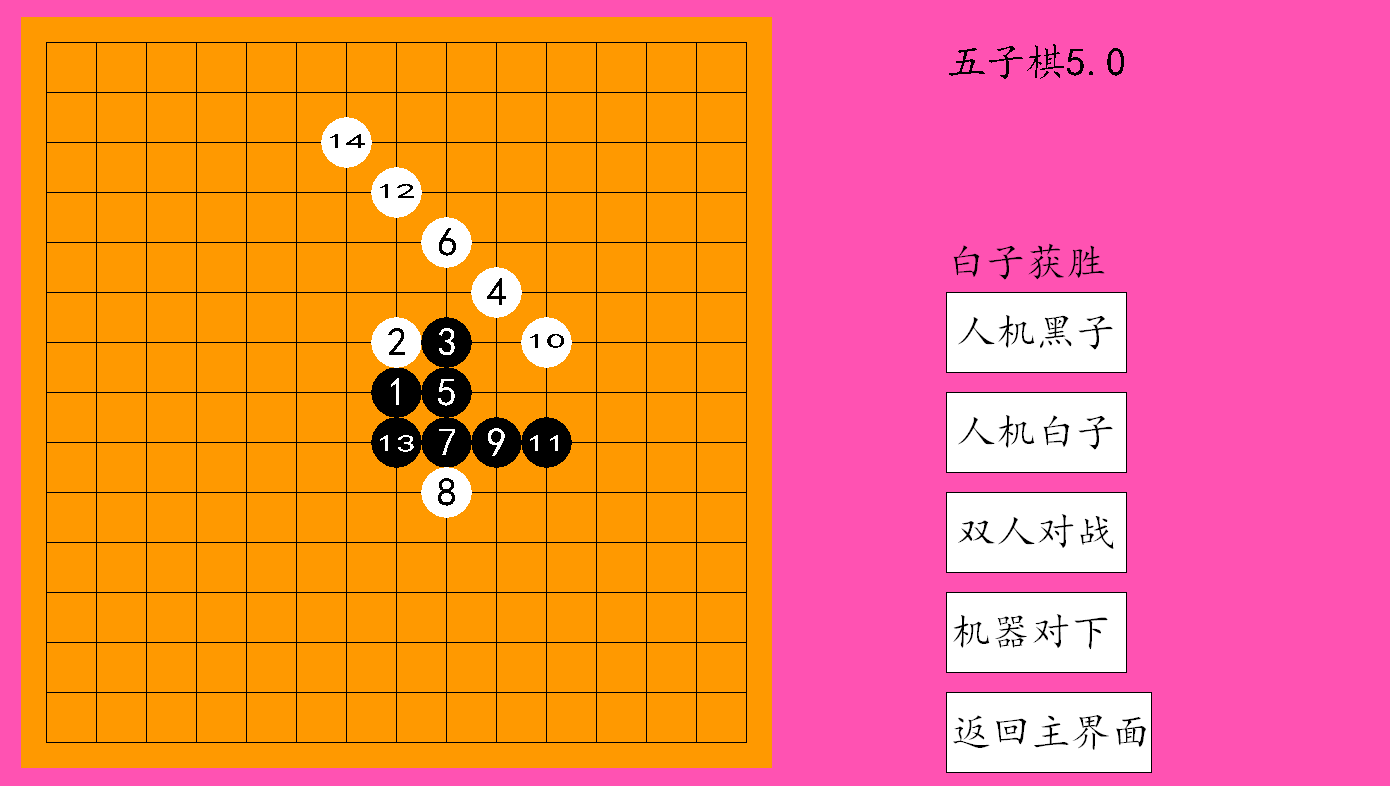 五子棋5.0
14
12
6
4
2 3 10
1 5
13 7 9 11
8
白子获胜
人机黑子
人机白子
双人对战
机器对下
返回主界面